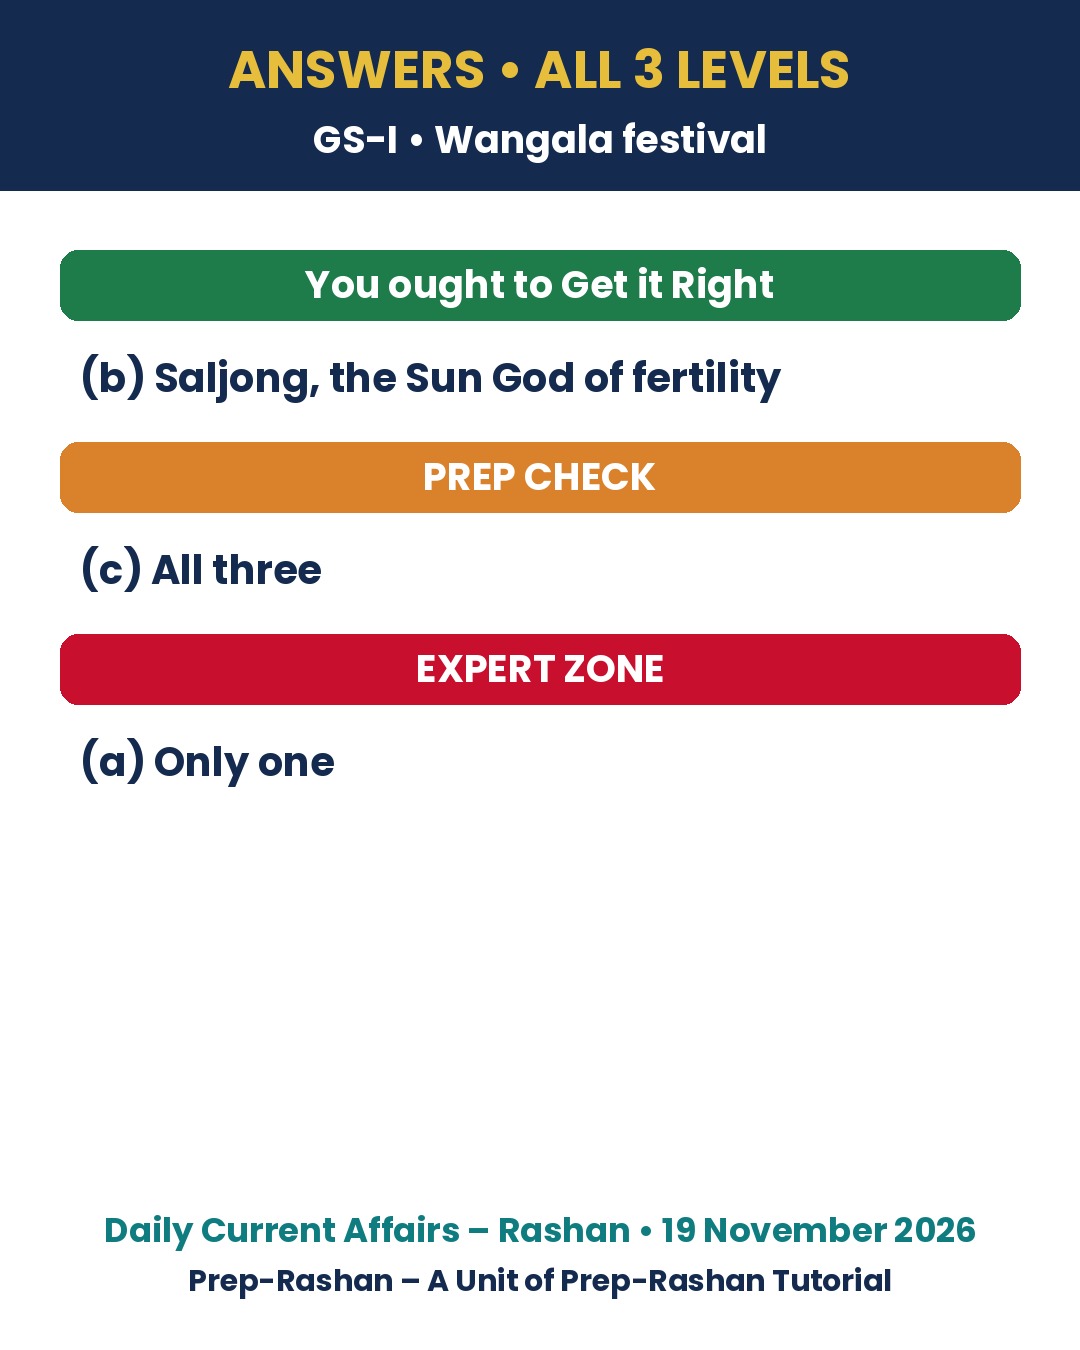 ANSWERS • ALL 3 LEVELS
GS-I • Wangala festival
You ought to Get it Right
(b) Saljong, the Sun God of fertility
PREP CHECK
(c) All three
EXPERT ZONE
(a) Only one
Daily Current Affairs – Rashan • 19 November 2026
Prep-Rashan – A Unit of Prep-Rashan Tutorial